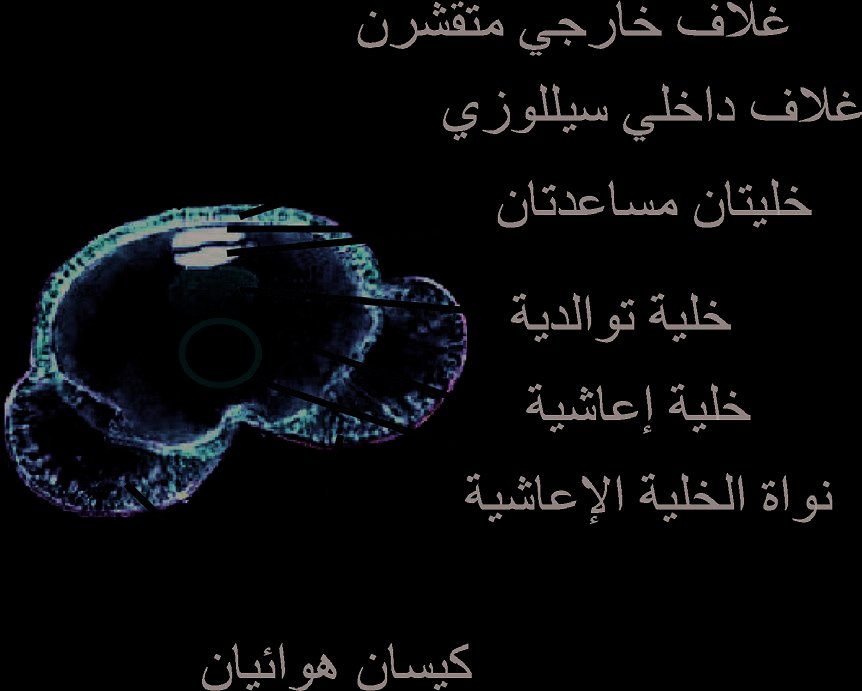 غلاف خارجي متقشرن
غلاف داخلي سيللوزي
خليتان مساعدتان
خلية توالدية
خلية إعاشية
نواة الخلية الإعاشية
كيسان هوائيان